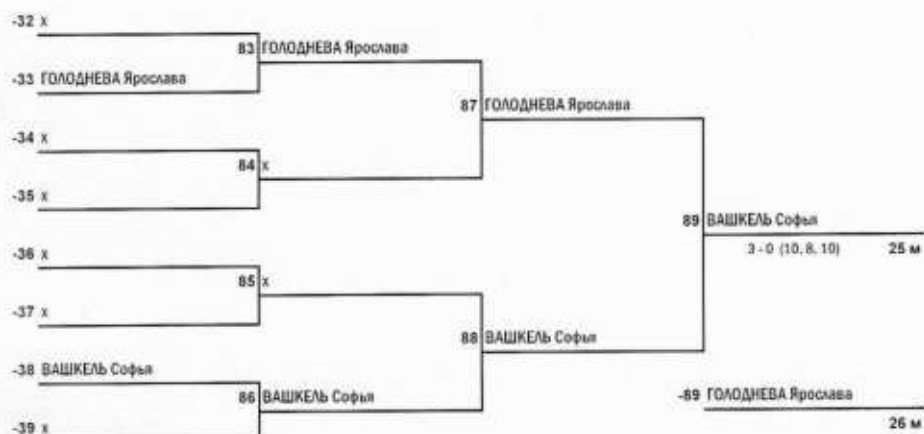 -32 x
83 ГОЛОДНЕВА Ярослава
-33 ГОЛОДНЕВА Ярослава
87 ГОЛОДНЕВА Ярослава
-34 x
84 x
-35 x
89 ВАШКЕЛЬ Софья
3 - 0 (10, 8, 10) 25 м
-36 x
85 x
-37 x
88 ВАШКЕЛЬ Софья
-38 ВАШКЕЛЬ Софья
86 ВАШКЕЛЬ Софья
-89 ГОЛОДНЕВА Ярослава
-39 x
26 м